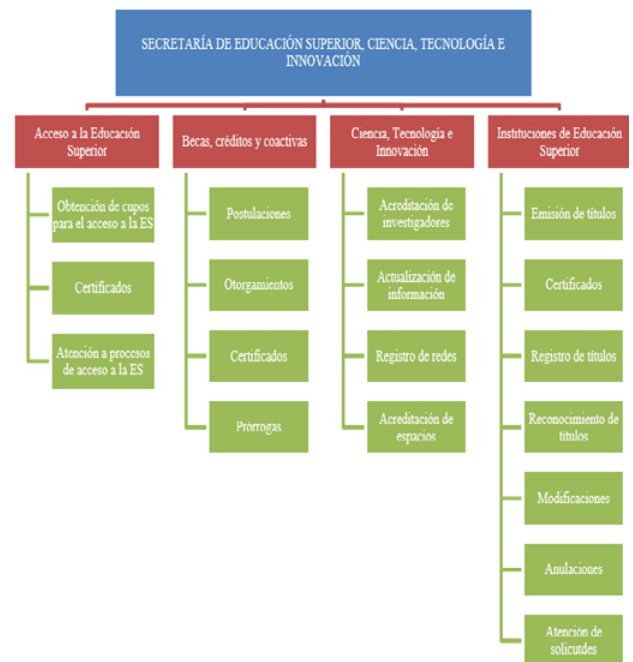 SECRETARÍA DE EDUCACIÓN SUPERIOR, CIENCIA, TECNOLOGÍA E
INNOVACIÓN
Acceso a la Educación
Superior
Obtención de cupos
para el acceso a la ES
Certificados
Atención a procesos
de acceso a la ES
Becas, créditos y coactivas
Postulaciones
Otorgamientos
Certificados
Prórrogas
Ciencia, Tecnología e
Innovación
Acreditación de
investigadores
Actualización de
información
Registro de redes
Acreditación de
espacios
Instituciones de Educación
Superior
Emisión de títulos
Certificados
Registro de títulos
Reconocimiento de
títulos
Modificaciones
Anulaciones
Atención de
solicutdes